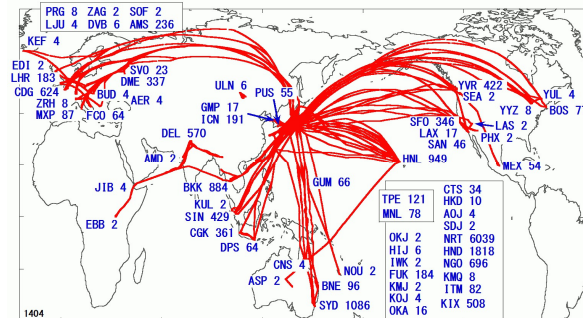 PRG 8 ZAG 2 SOF 2
LJU 4 DVB 6 AMS 236
KEF 4
EDI 2
LHR 183
CDG 624
ZRH 8
MXP 87
SVO 23
DME 337
BUD 4
AER 4
FCO 64
ULN 6
PUS 55
GMP 17
ICN 191
DEL 570
AMD 2
BKK 884
JIB 4
EBB 2
KUL 2
SIN 429
CGK 361
DPS 64
GUM 66
CNS 4
ASP 2
NOU 2
BNE 96
SYD 1086
YVR 422
SEA 2
YUL 4
YYZ 8
BOS 77
SFO 346
LAX 17
SAN 46
LAS 2
PHX 2
MEX 54
HNL 949
TPE 121
MNL 78
OKJ 2
HIJ 6
IWK 2
FUK 184
KMJ 2
KOJ 4
OKA 16
CTS 34
HKD 10
AOJ 4
SDJ 2
NRT 6039
HND 1818
NGO 696
KMQ 8
ITM 82
KIX 508
1404